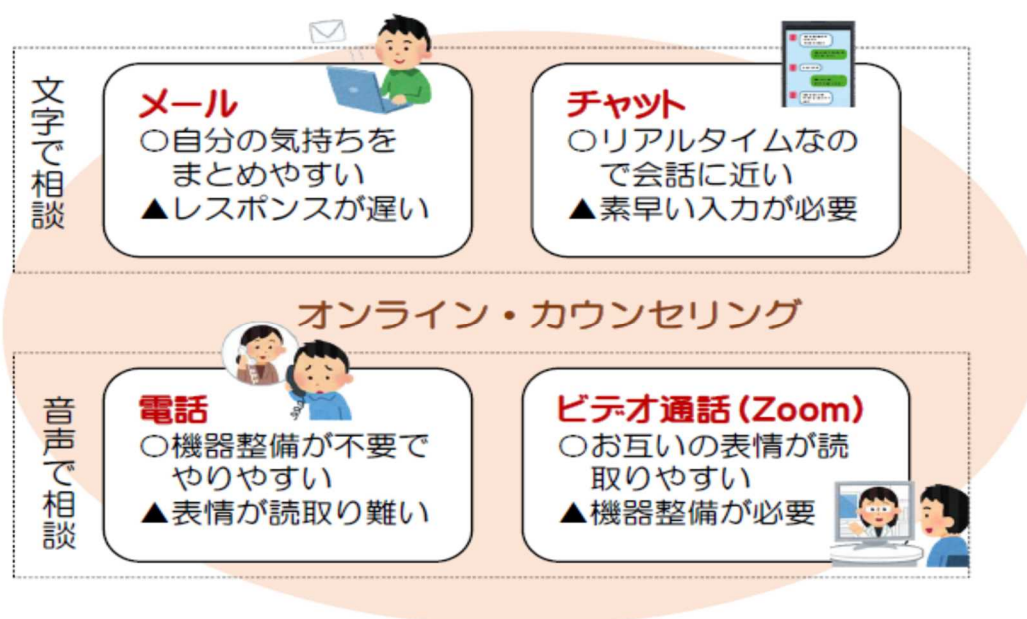 文字で相談
メール
○自分の気持ちを
まとめやすい
▲レスポンスが遅い
チャット
○リアルタイムなの
で会話に近い
▲素早い入力が必要
オンライン・カウンセリング
音声で相談
電話
○機器整備が不要で
やりやすい
▲表情が読取り難い
ビデオ通話(Zoom)
○お互いの表情が読
取りやすい
▲機器整備が必要